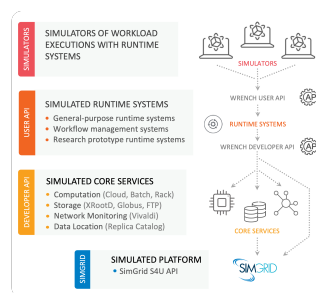 SIMULATORS
SIMULATORS OF WORKLOAD
EXECUTIONS WITH RUNTIME
SYSTEMS
USER API
SIMULATED RUNTIME SYSTEMS
• General-purpose runtime systems
• Workflow management systems
• Research prototype runtime systems
DEVELOPER API
SIMULATED CORE SERVICES
• Computation (Cloud, Batch, Rack)
• Storage (XRootD, Globus, FTP)
• Network Monitoring (Vivaldi)
• Data Location (Replica Catalog)
SIMGRID
SIMULATED PLATFORM
• SimGrid S4U API
SIMULATORS
WRENCH USER API
API
RUNTIME SYSTEMS
WRENCH DEVELOPER API
API
CORE SERVICES
SIMGRID